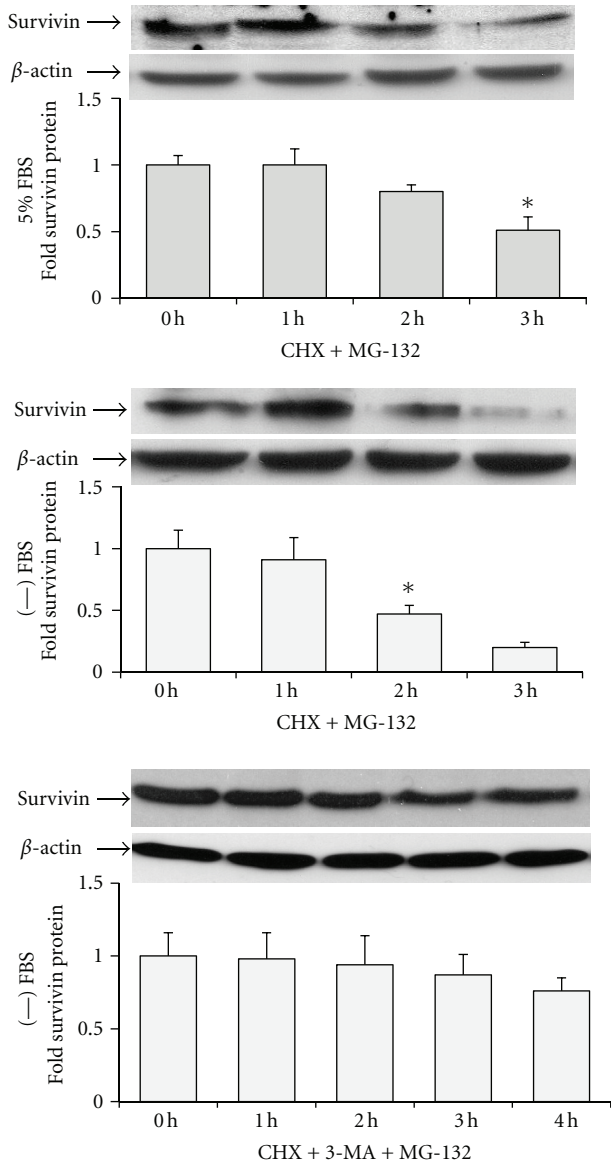 Survivin
β-actin
5% FBS
Fold survivin protein
1.5
1
0.5
0
*
0 h 1 h 2 h 3 h
CHX + MG-132
Survivin
β-actin
(—) FBS
Fold survivin protein
1.5
1
0.5
0
*
0 h 1 h 2 h 3 h
CHX + MG-132
Survivin
β-actin
(—) FBS
Fold survivin protein
1.5
1
0.5
0
0 h 1 h 2 h 3 h 4 h
CHX + 3-MA + MG-132